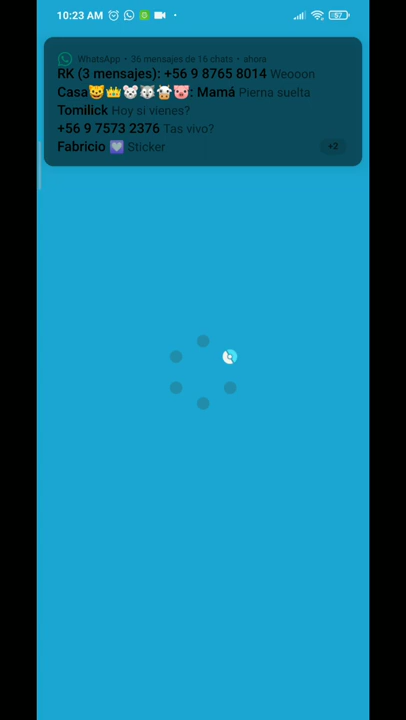 10:23 AM
57
WhatsApp • 36 mensajes de 16 chats • ahora
RK (3 mensajes): +56 9 8765 8014 Weooon
Casa😺👑🐻‍❄️🐺🐮🐷: Mamá Pierna suelta
Tomilick Hoy si vienes?
+56 9 7573 2376 Tas vivo?
Fabricio 💟 Sticker
+2